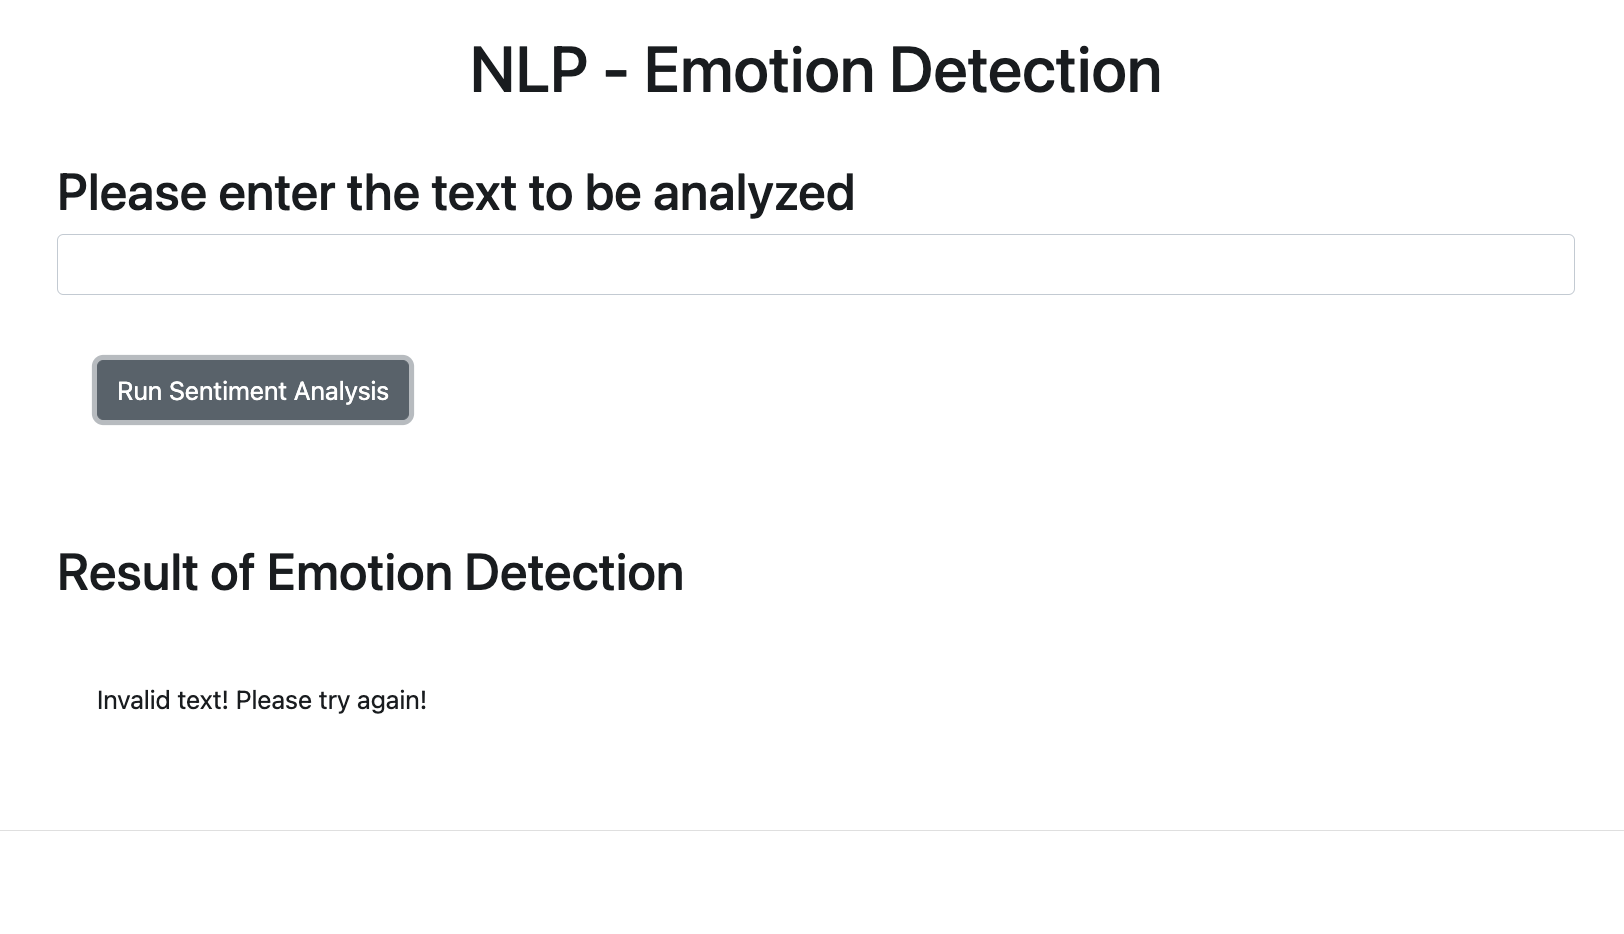 NLP - Emotion Detection
Please enter the text to be analyzed
Run Sentiment Analysis
Result of Emotion Detection
Invalid text! Please try again!